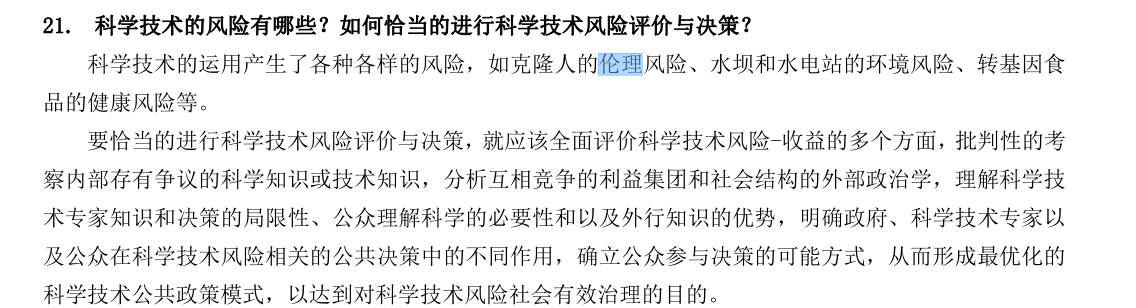 21. 科学技术的风险有哪些？如何恰当的进行科学技术风险评价与决策？
科学技术的运用产生了各种各样的风险，如克隆人的伦理风险、水坝和水电站的环境风险、转基因食
品的健康风险等。
要恰当的进行科学技术风险评价与决策，就应该全面评价科学技术风险-收益的多个方面，批判性的考
察内部存有争议的科学知识或技术知识，分析互相竞争的利益集团和社会结构的外部政治学，理解科学技
术专家知识和决策的局限性、公众理解科学的必要性和以及外行知识的优势，明确政府、科学技术专家以
及公众在科学技术风险相关的公共决策中的不同作用，确立公众参与决策的可能方式，从而形成最优化的
科学技术公共政策模式，以达到对科学技术风险社会有效治理的目的。